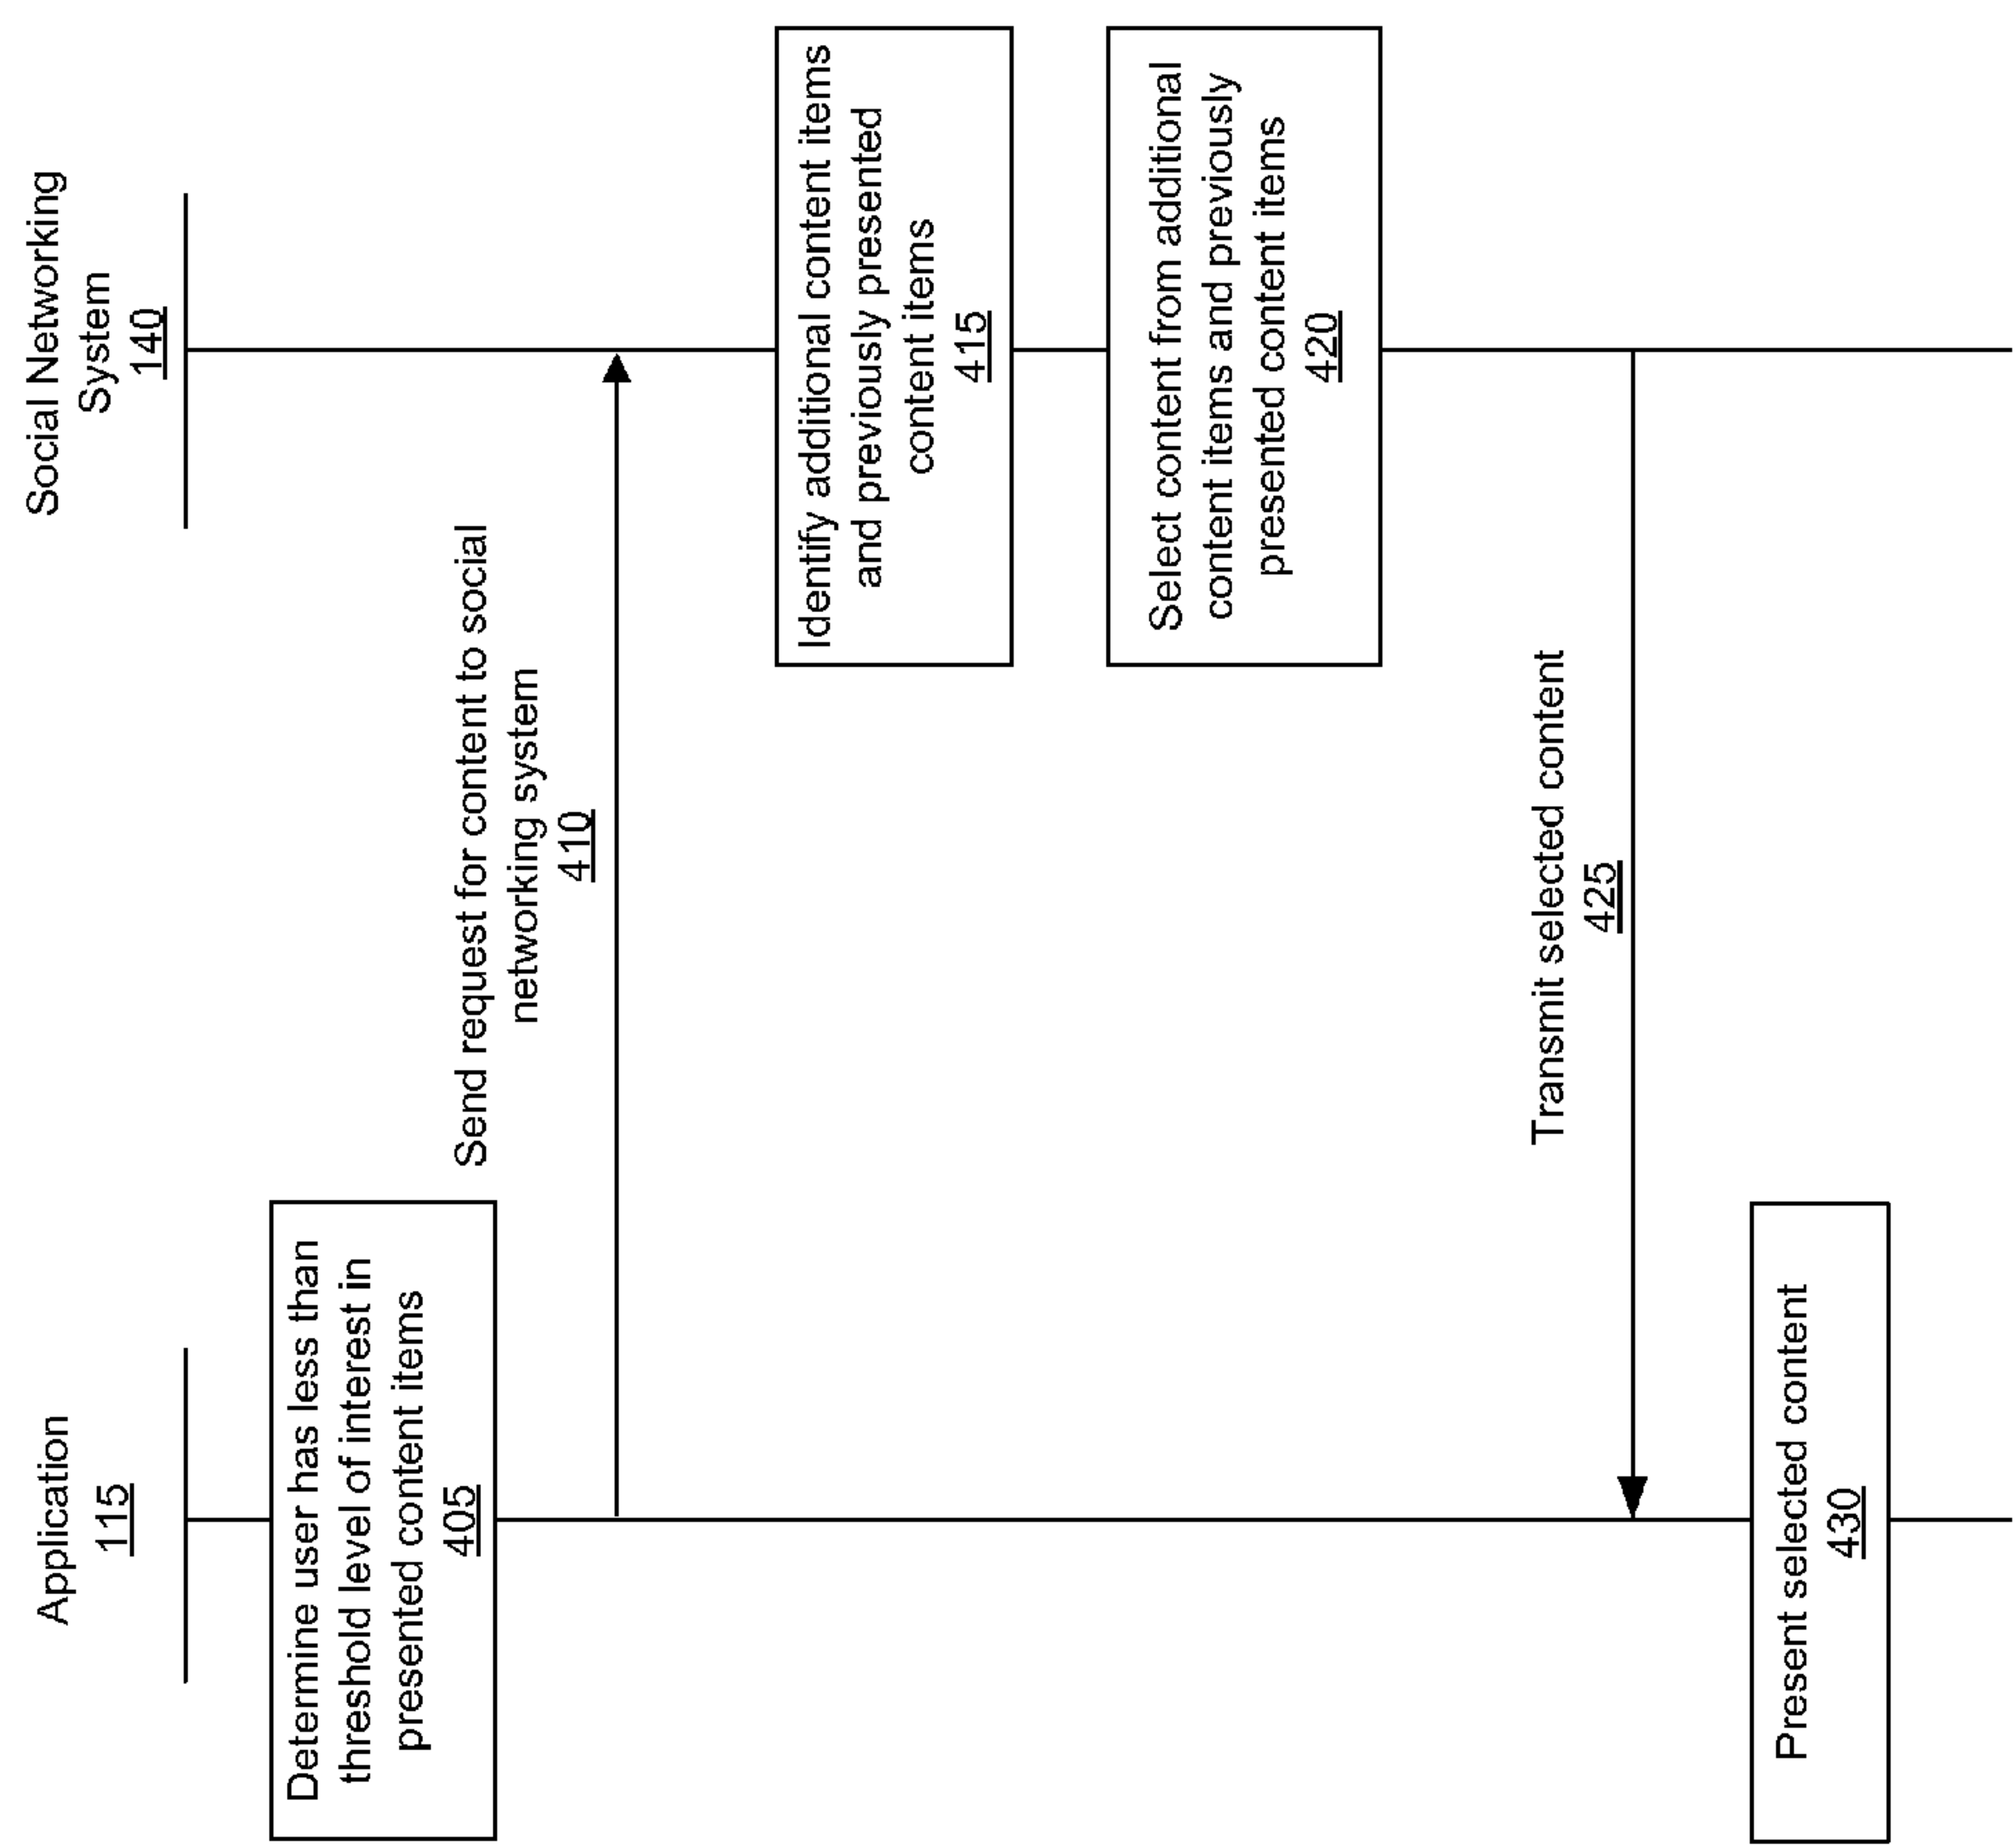 Application
115
Social Networking
System
140
Determine user has less than
threshold level of interest in
presented content items
405
Send request for content to social
networking system
410
Identify additional content items
and previously presented
content items
415
Select content from additional
content items and previously
presented content items
420
Transmit selected content
425
Present selected content
430